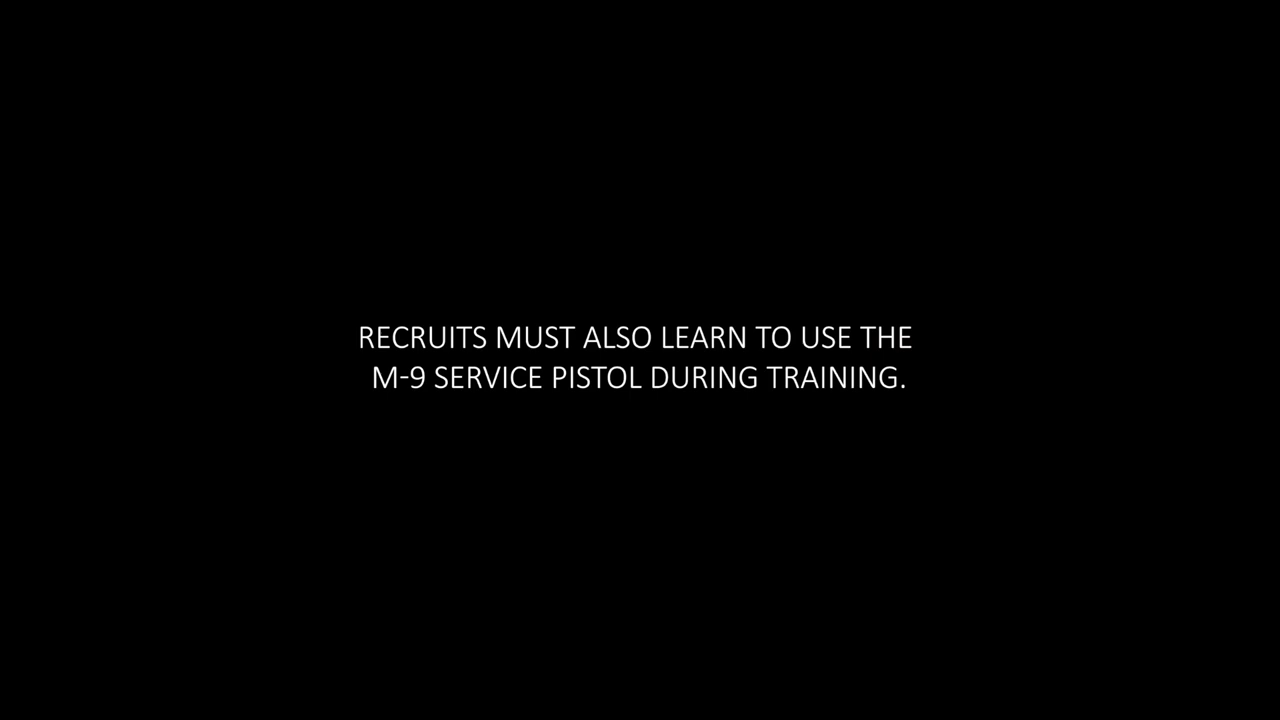 RECRUITS MUST ALSO LEARN TO USE THE
M-9 SERVICE PISTOL DURING TRAINING.